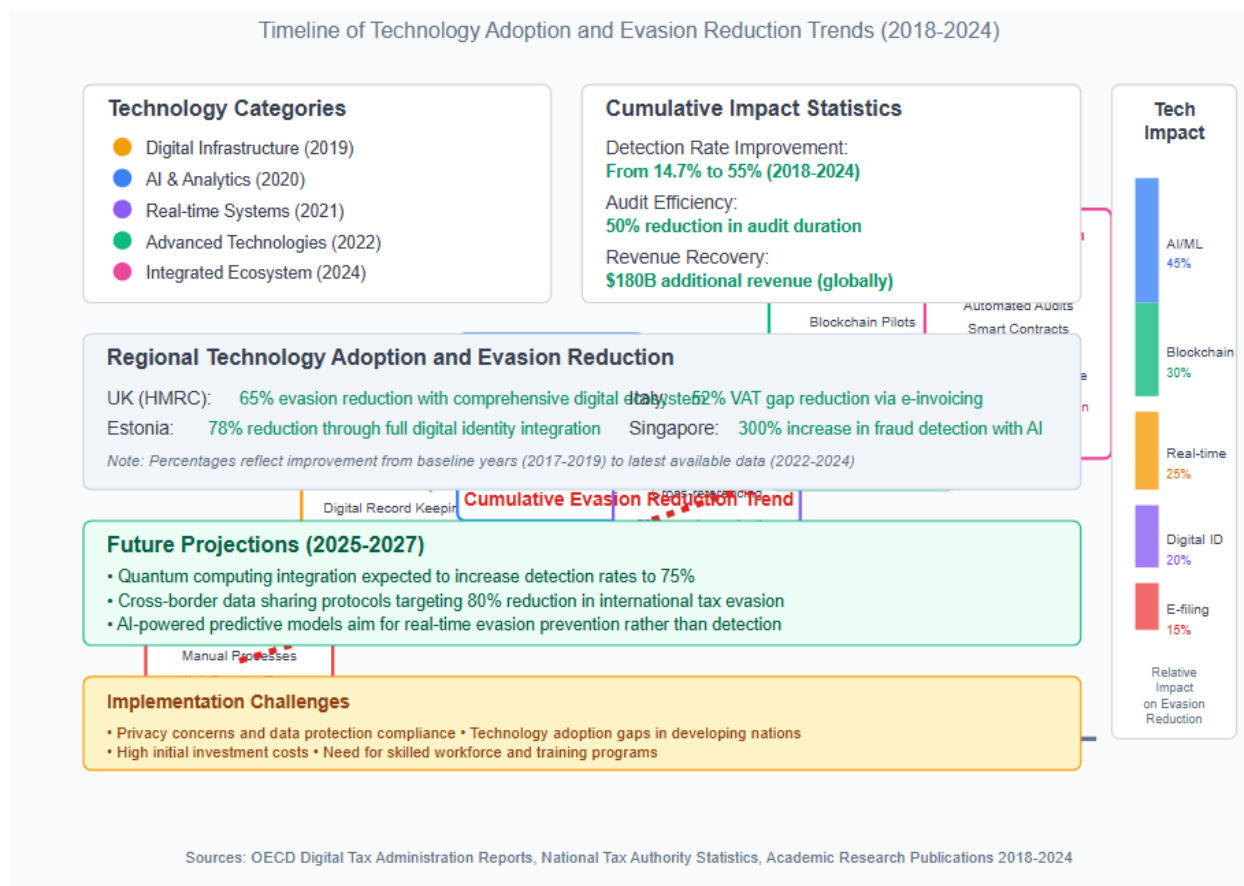 Timeline of Technology Adoption and Evasion Reduction Trends (2018-2024)
Technology Categories
Digital Infrastructure (2019)
AI & Analytics (2020)
Real-time Systems (2021)
Advanced Technologies (2022)
Integrated Ecosystem (2024)
Cumulative Impact Statistics
Detection Rate Improvement:
From 14.7% to 55% (2018-2024)
Audit Efficiency:
50% reduction in audit duration
Revenue Recovery:
$180B additional revenue (globally)
Tech
Impact
AI/ML
45%
Blockchain
30%
Real-time
25%
Digital ID
20%
E-filing
15%
Relative
Impact
on Evasion
Reduction
Automated Audits
Blockchain Pilots
Smart Contracts
Regional Technology Adoption and Evasion Reduction
UK (HMRC): 65% evasion reduction with comprehensive digital ecosystem
Italy: 52% VAT gap reduction via e-invoicing
Estonia: 78% reduction through full digital identity integration
Singapore: 300% increase in fraud detection with AI
Note: Percentages reflect improvement from baseline years (2017-2019) to latest available data (2022-2024)
Cross-referencing
Cumulative Evasion Reduction Trend
Digital Record Keepin
Future Projections (2025-2027)
• Quantum computing integration expected to increase detection rates to 75%
• Cross-border data sharing protocols targeting 80% reduction in international tax evasion
• AI-powered predictive models aim for real-time evasion prevention rather than detection
Manual Processes
Implementation Challenges
• Privacy concerns and data protection compliance • Technology adoption gaps in developing nations
• High initial investment costs • Need for skilled workforce and training programs
Sources: OECD Digital Tax Administration Reports, National Tax Authority Statistics, Academic Research Publications 2018-2024